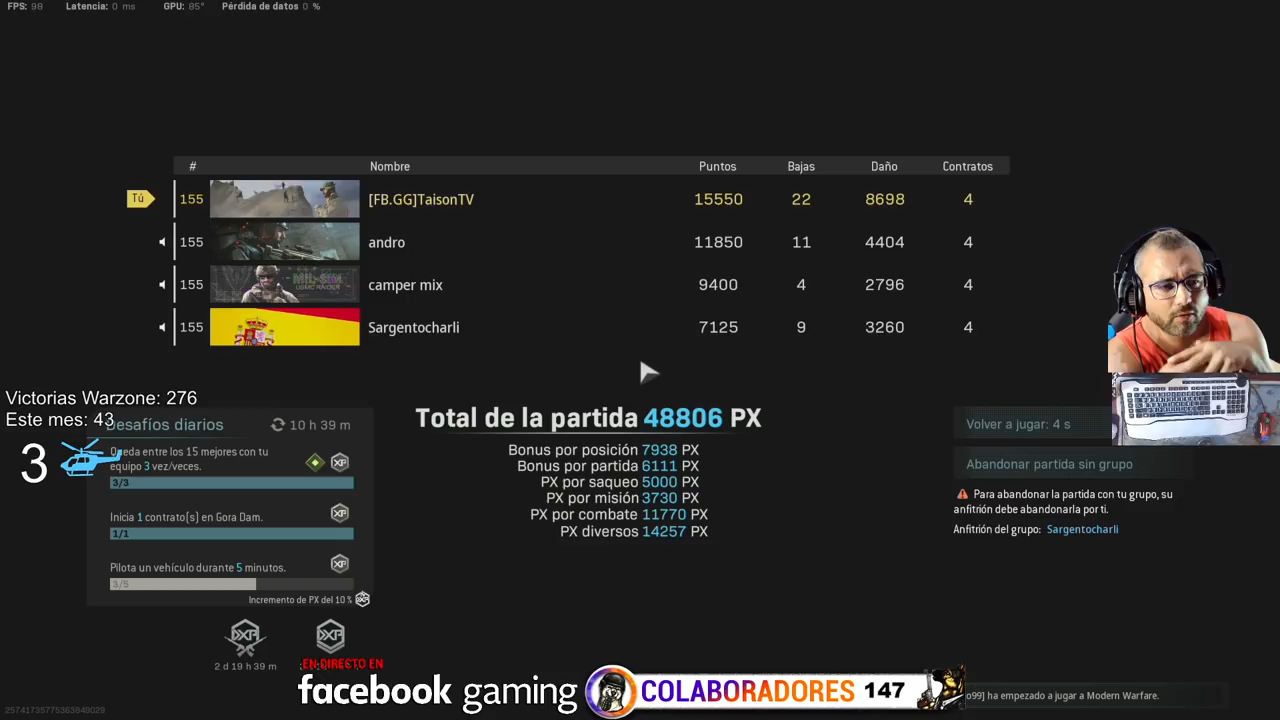 FPS: 98 Latencia: 0 ms GPU: 85° Pérdida de datos 0 %
# Nombre Puntos Bajas Daño Contratos
Tú 155 [FB.GG]TaisonTV 15550 22 8698 4
155 andro 11850 11 4404 4
155 camper mix 9400 4 2796 4
155 Sargentocharli 7125 9 3260 4
Victorias Warzone: 276
Este mes: 43
3
Desafíos diarios 10 h 39 m
Queda entre los 15 mejores con tu
equipo 3 vez/veces.
3/3
Inicia 1 contrato(s) en Gora Dam.
1/1
Pilota un vehículo durante 5 minutos.
3/5
Incremento de PX del 10 %
2 d 19 h 39 m
Total de la partida 48806 PX
Bonus por posición 7938 PX
Bonus por partida 6111 PX
PX por saqueo 5000 PX
PX por misión 3730 PX
PX por combate 11770 PX
PX diversos 14257 PX
Volver a jugar: 4 s
Abandonar partida sin grupo
Para abandonar la partida con tu grupo, su
anfitrión debe abandonarla por ti.
Anfitrión del grupo: Sargentocharli
EN DIRECTO EN
facebook gaming
COLABORADORES 147
o99] ha empezado a jugar a Modern Warfare.